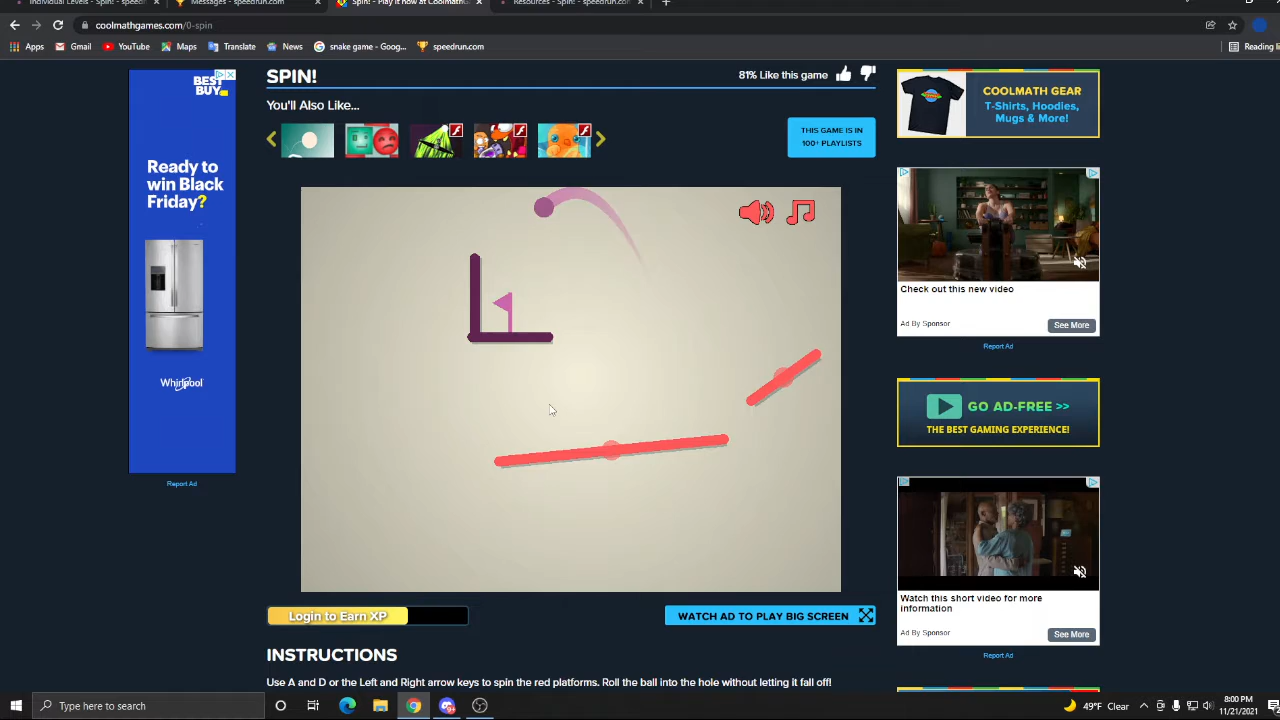 Individual Levels - Spin - speed
Messages - speedrun.com
Spin! - Play it now at Coolmath
Resources - Spin - speedrun.com
coolmathgames.com/0-spin
Apps
Gmail
YouTube
Maps
Translate
News
snake game - Goog...
speedrun.com
Reading
SPIN!
81% Like this game
You'll Also Like...
THIS GAME IS IN
100+ PLAYLISTS
BEST
BUY
Ready to
win Black
Friday?
Whirlpool
Report Ad
COOLMATH GEAR
T-Shirts, Hoodies,
Mugs & More!
Check out this new video
Ad By Sponsor
See More
Report Ad
GO AD-FREE >>
THE BEST GAMING EXPERIENCE!
Watch this short video for more
information
Ad By Sponsor
See More
Report Ad
Login to Earn XP
WATCH AD TO PLAY BIG SCREEN
INSTRUCTIONS
Use A and D or the Left and Right arrow keys to spin the red platforms. Roll the ball into the hole without letting it fall off!
Type here to search
49°F Clear
8:00 PM
11/21/2021